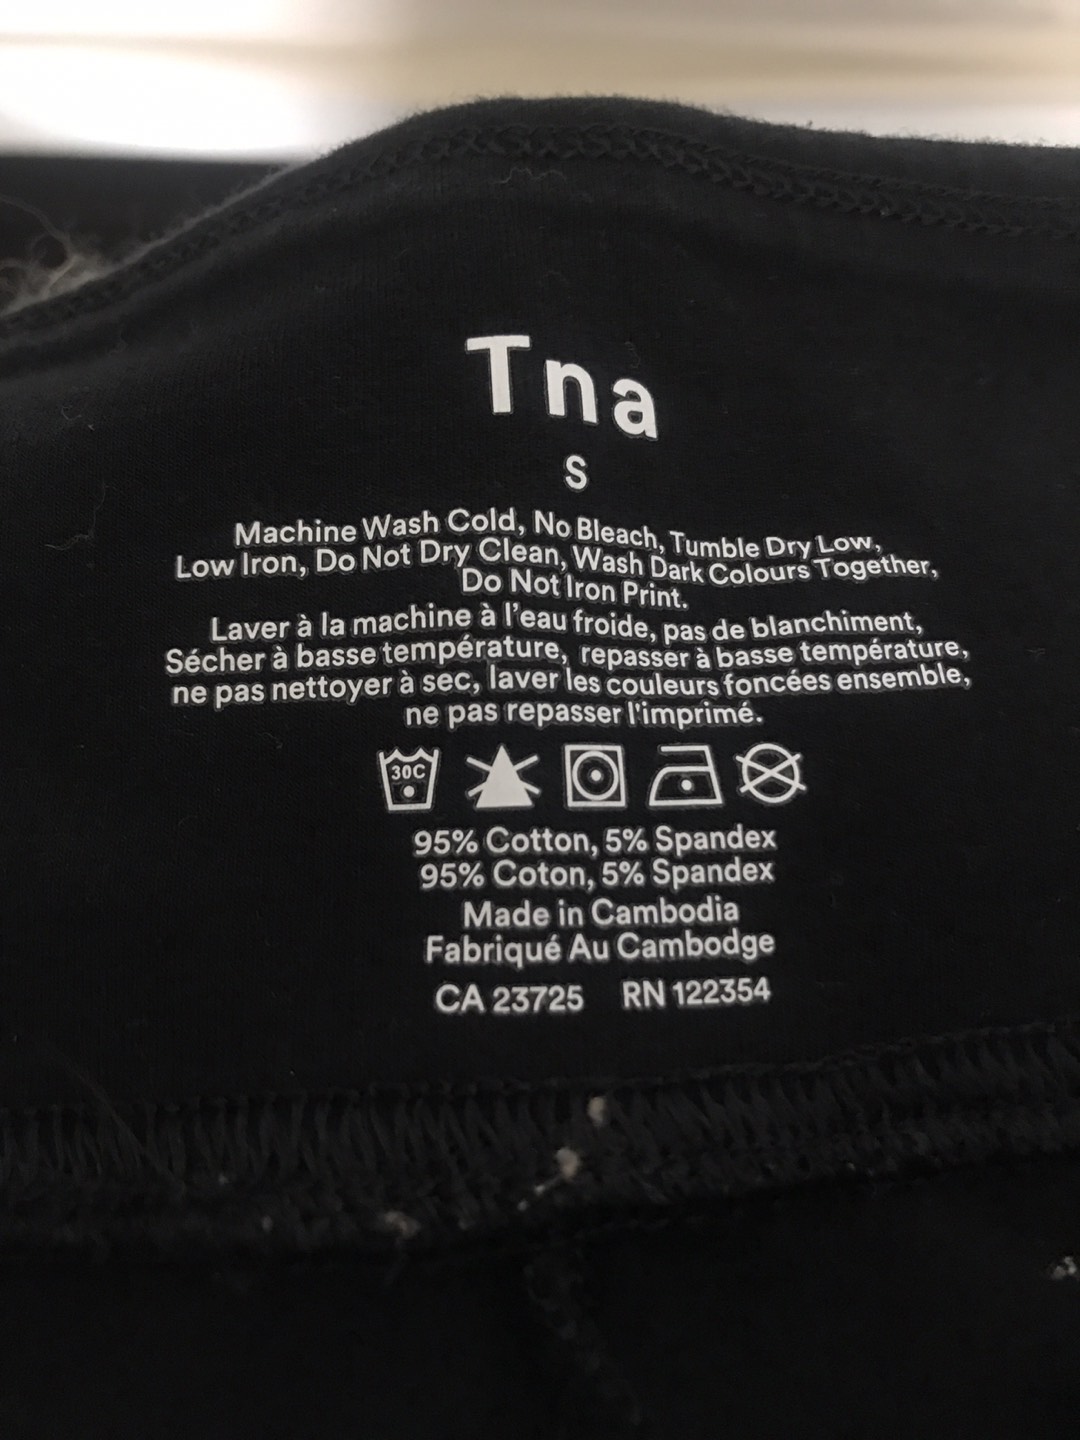 Tna
S
Machine Wash Cold, No Bleach, Tumble Dry Low,
Low Iron, Do Not Dry Clean, Wash Dark Colours Together,
Do Not Iron Print.
Laver à la machine à l'eau froide, pas de blanchiment,
Sécher à basse température, repasser à basse température,
ne pas nettoyer à sec, laver les couleurs foncées ensemble,
ne pas repasser l'imprimé.
30C
95% Cotton, 5% Spandex
95% Coton, 5% Spandex
Made in Cambodia
Fabriqué Au Cambodge
CA 23725 RN 122354